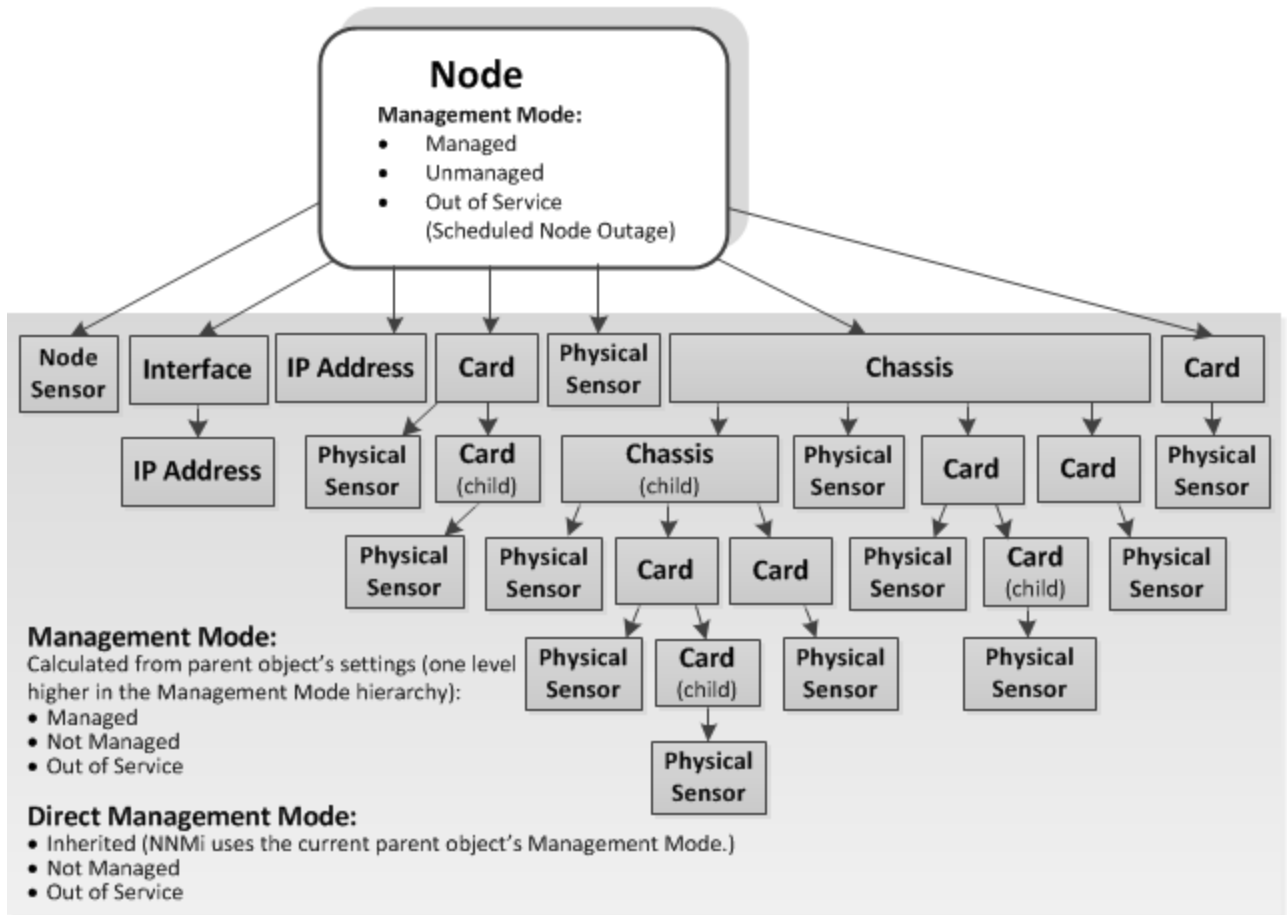 Node
Management Mode:
• Managed
• Unmanaged
• Out of Service
(Scheduled Node Outage)
Node
Sensor
Interface
IP Address
Card
Physical
Sensor
Chassis
Card
IP Address
Physical
Sensor
Card
(child)
Chassis
(child)
Physical
Sensor
Card
Card
Physical
Sensor
Physical
Sensor
Physical
Sensor
Card
Card
Physical
Sensor
Card
(child)
Physical
Sensor
Physical
Sensor
Card
(child)
Physical
Sensor
Physical
Sensor
Physical
Sensor
Management Mode:
Calculated from parent object's settings (one level
higher in the Management Mode hierarchy):
• Managed
• Not Managed
• Out of Service
Direct Management Mode:
• Inherited (NNMi uses the current parent object's Management Mode.)
• Not Managed
• Out of Service